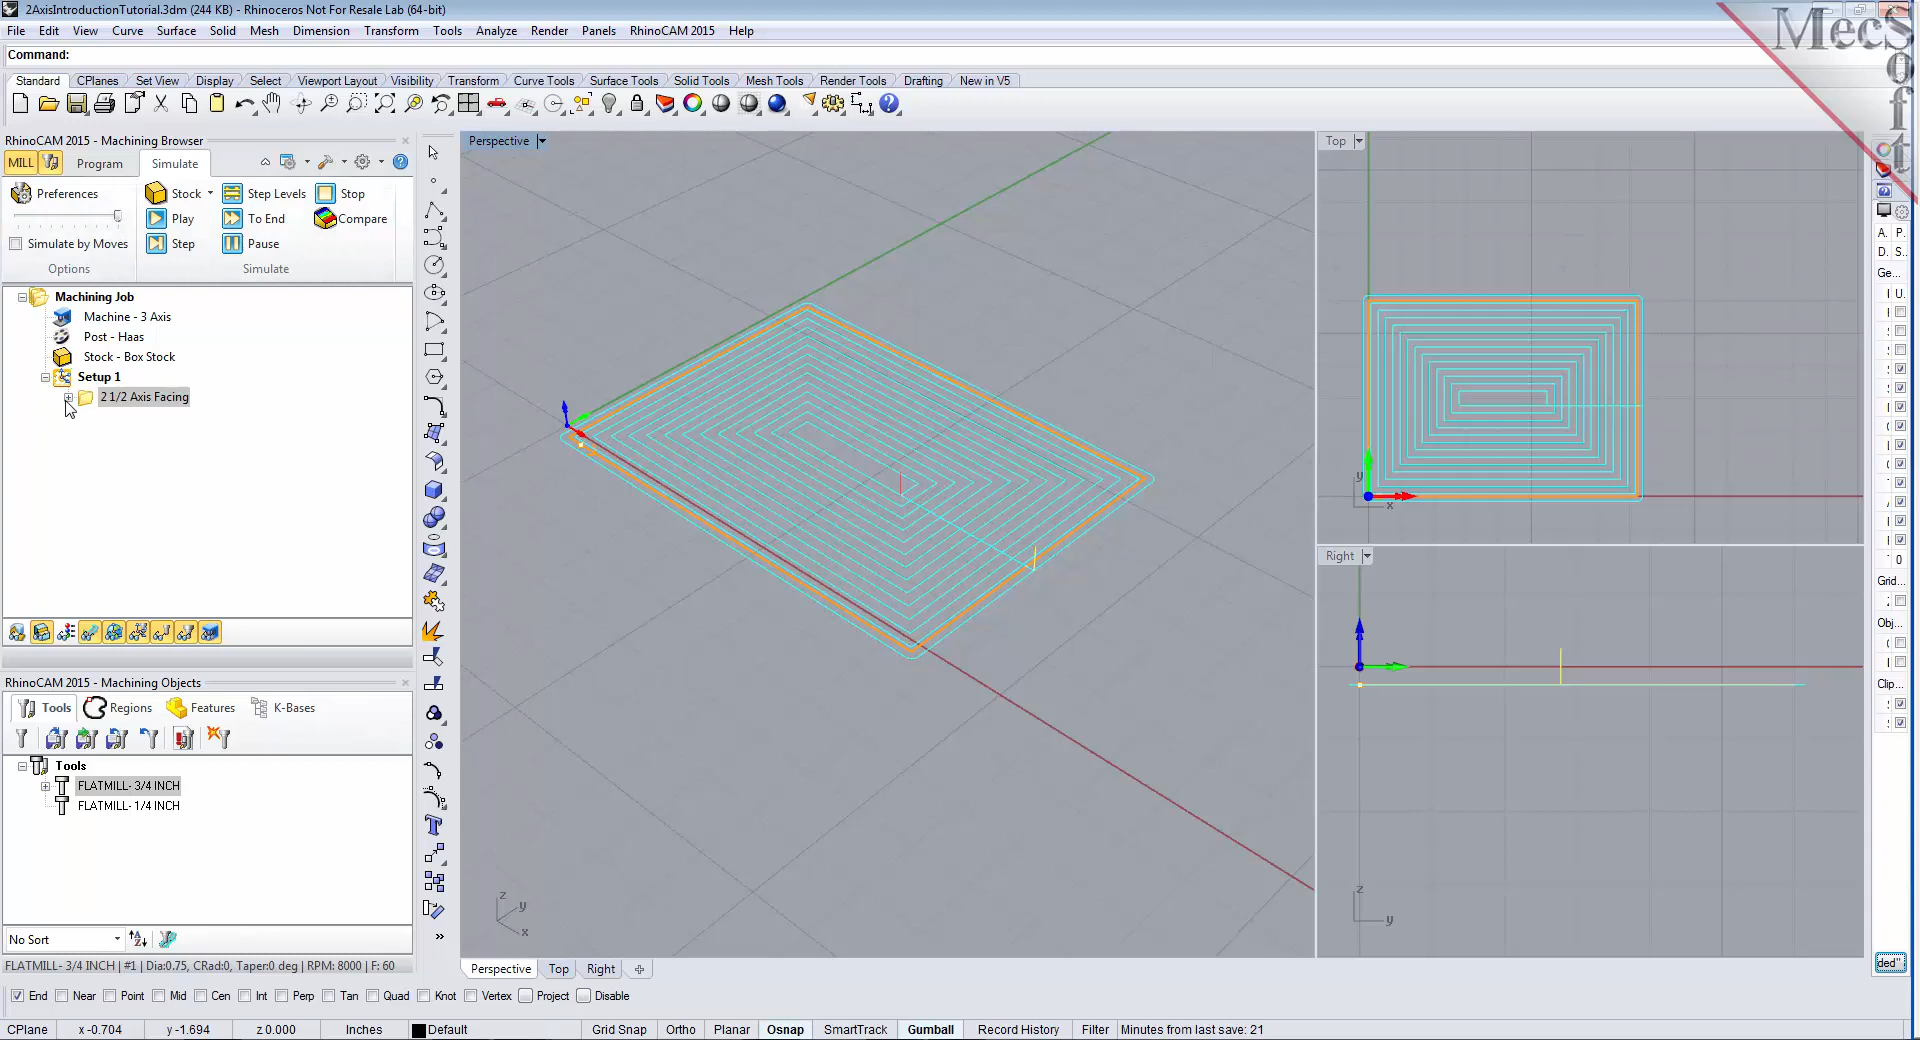 2AxisIntroductionTutorial.3dm (244 KB) - Rhinoceros Not For Resale Lab (64-bit)
File Edit View Curve Surface Solid Mesh Dimension Transform Tools Analyze Render Panels RhinoCAM 2015 Help
Command:
Standard CPlanes Set View Display Select Viewport Layout Visibility Transform Curve Tools Surface Tools Solid Tools Mesh Tools Render Tools Drafting New in V5
MecSoft
RhinoCAM 2015 - Machining Browser
MILL Program Simulate
Preferences Stock Step Levels Stop
Play To End Compare
Simulate by Moves Step Pause
Options Simulate
Machining Job
Machine - 3 Axis
Post - Haas
Stock - Box Stock
Setup 1
2 1/2 Axis Facing
RhinoCAM 2015 - Machining Objects
Tools Regions Features K-Bases
Tools
FLATMILL- 3/4 INCH
FLATMILL- 1/4 INCH
No Sort
FLATMILL- 3/4 INCH | #1 | Dia:0.75, CRad:0, Taper:0 deg | RPM: 8000 | F: 60
Perspective
z
y
x
Top
y
x
Right
z
y
A. P.
D. S.
Ge...
U.
0
Grid...
Obj...
Clip...
ded"
Perspective Top Right
End Near Point Mid Cen Int Perp Tan Quad Knot Vertex Project Disable
CPlane x -0.704 y -1.694 z 0.000 Inches Default Grid Snap Ortho Planar Osnap SmartTrack Gumball Record History Filter Minutes from last save: 21